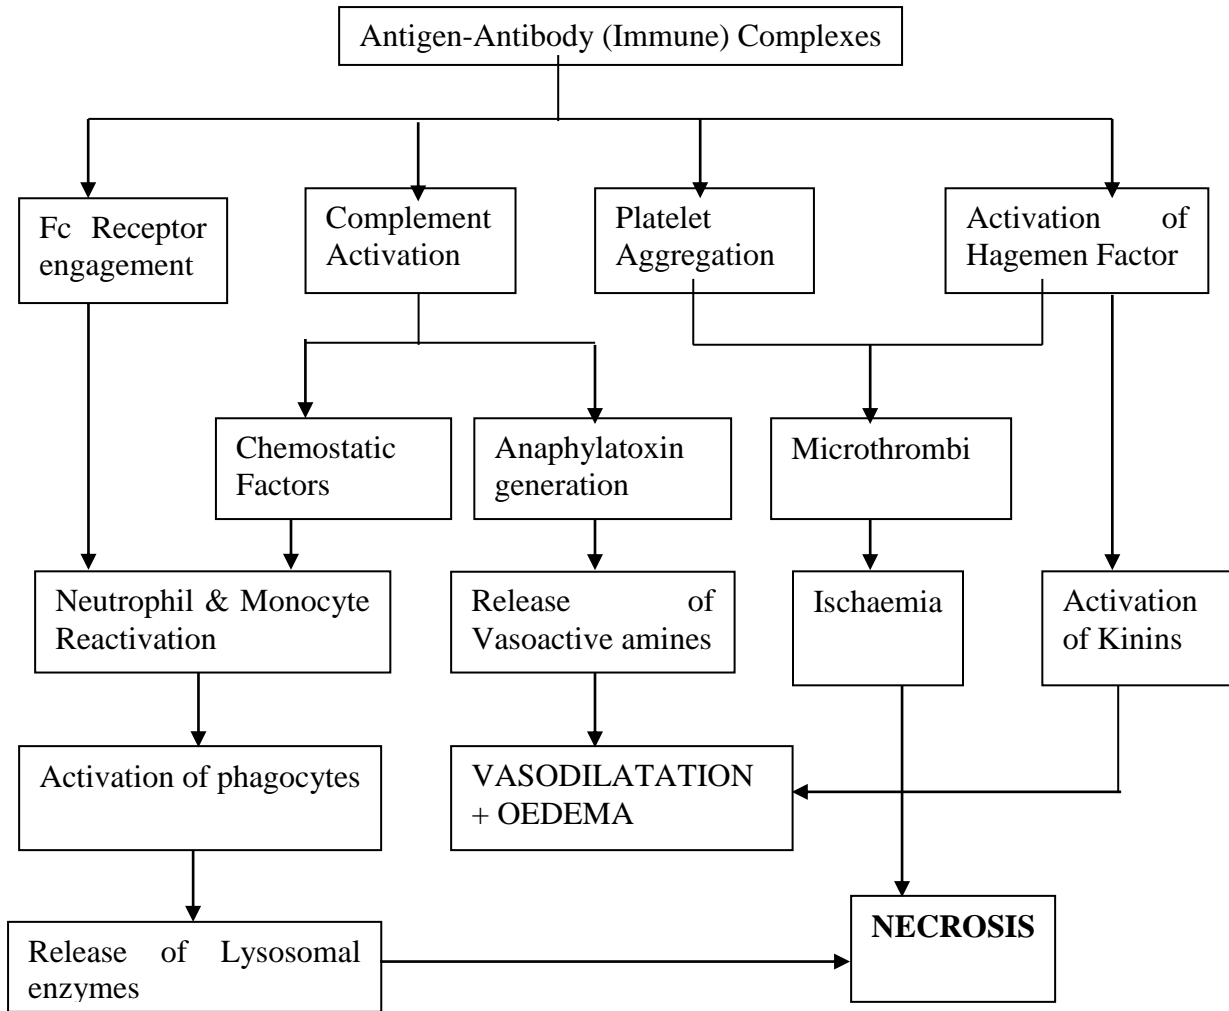 Antigen-Antibody (Immune) Complexes
Fc Receptor
engagement
Complement
Activation
Platelet
Aggregation
Activation of
Hagemen Factor
Chemostatic
Factors
Anaphylatoxin
generation
Microthrombi
Neutrophil & Monocyte
Reactivation
Release of
Vasoactive amines
Ischaemia
Activation
of Kinins
Activation of phagocytes
VASODILATATION
+ OEDEMA
Release of Lysosomal
enzymes
NECROSIS